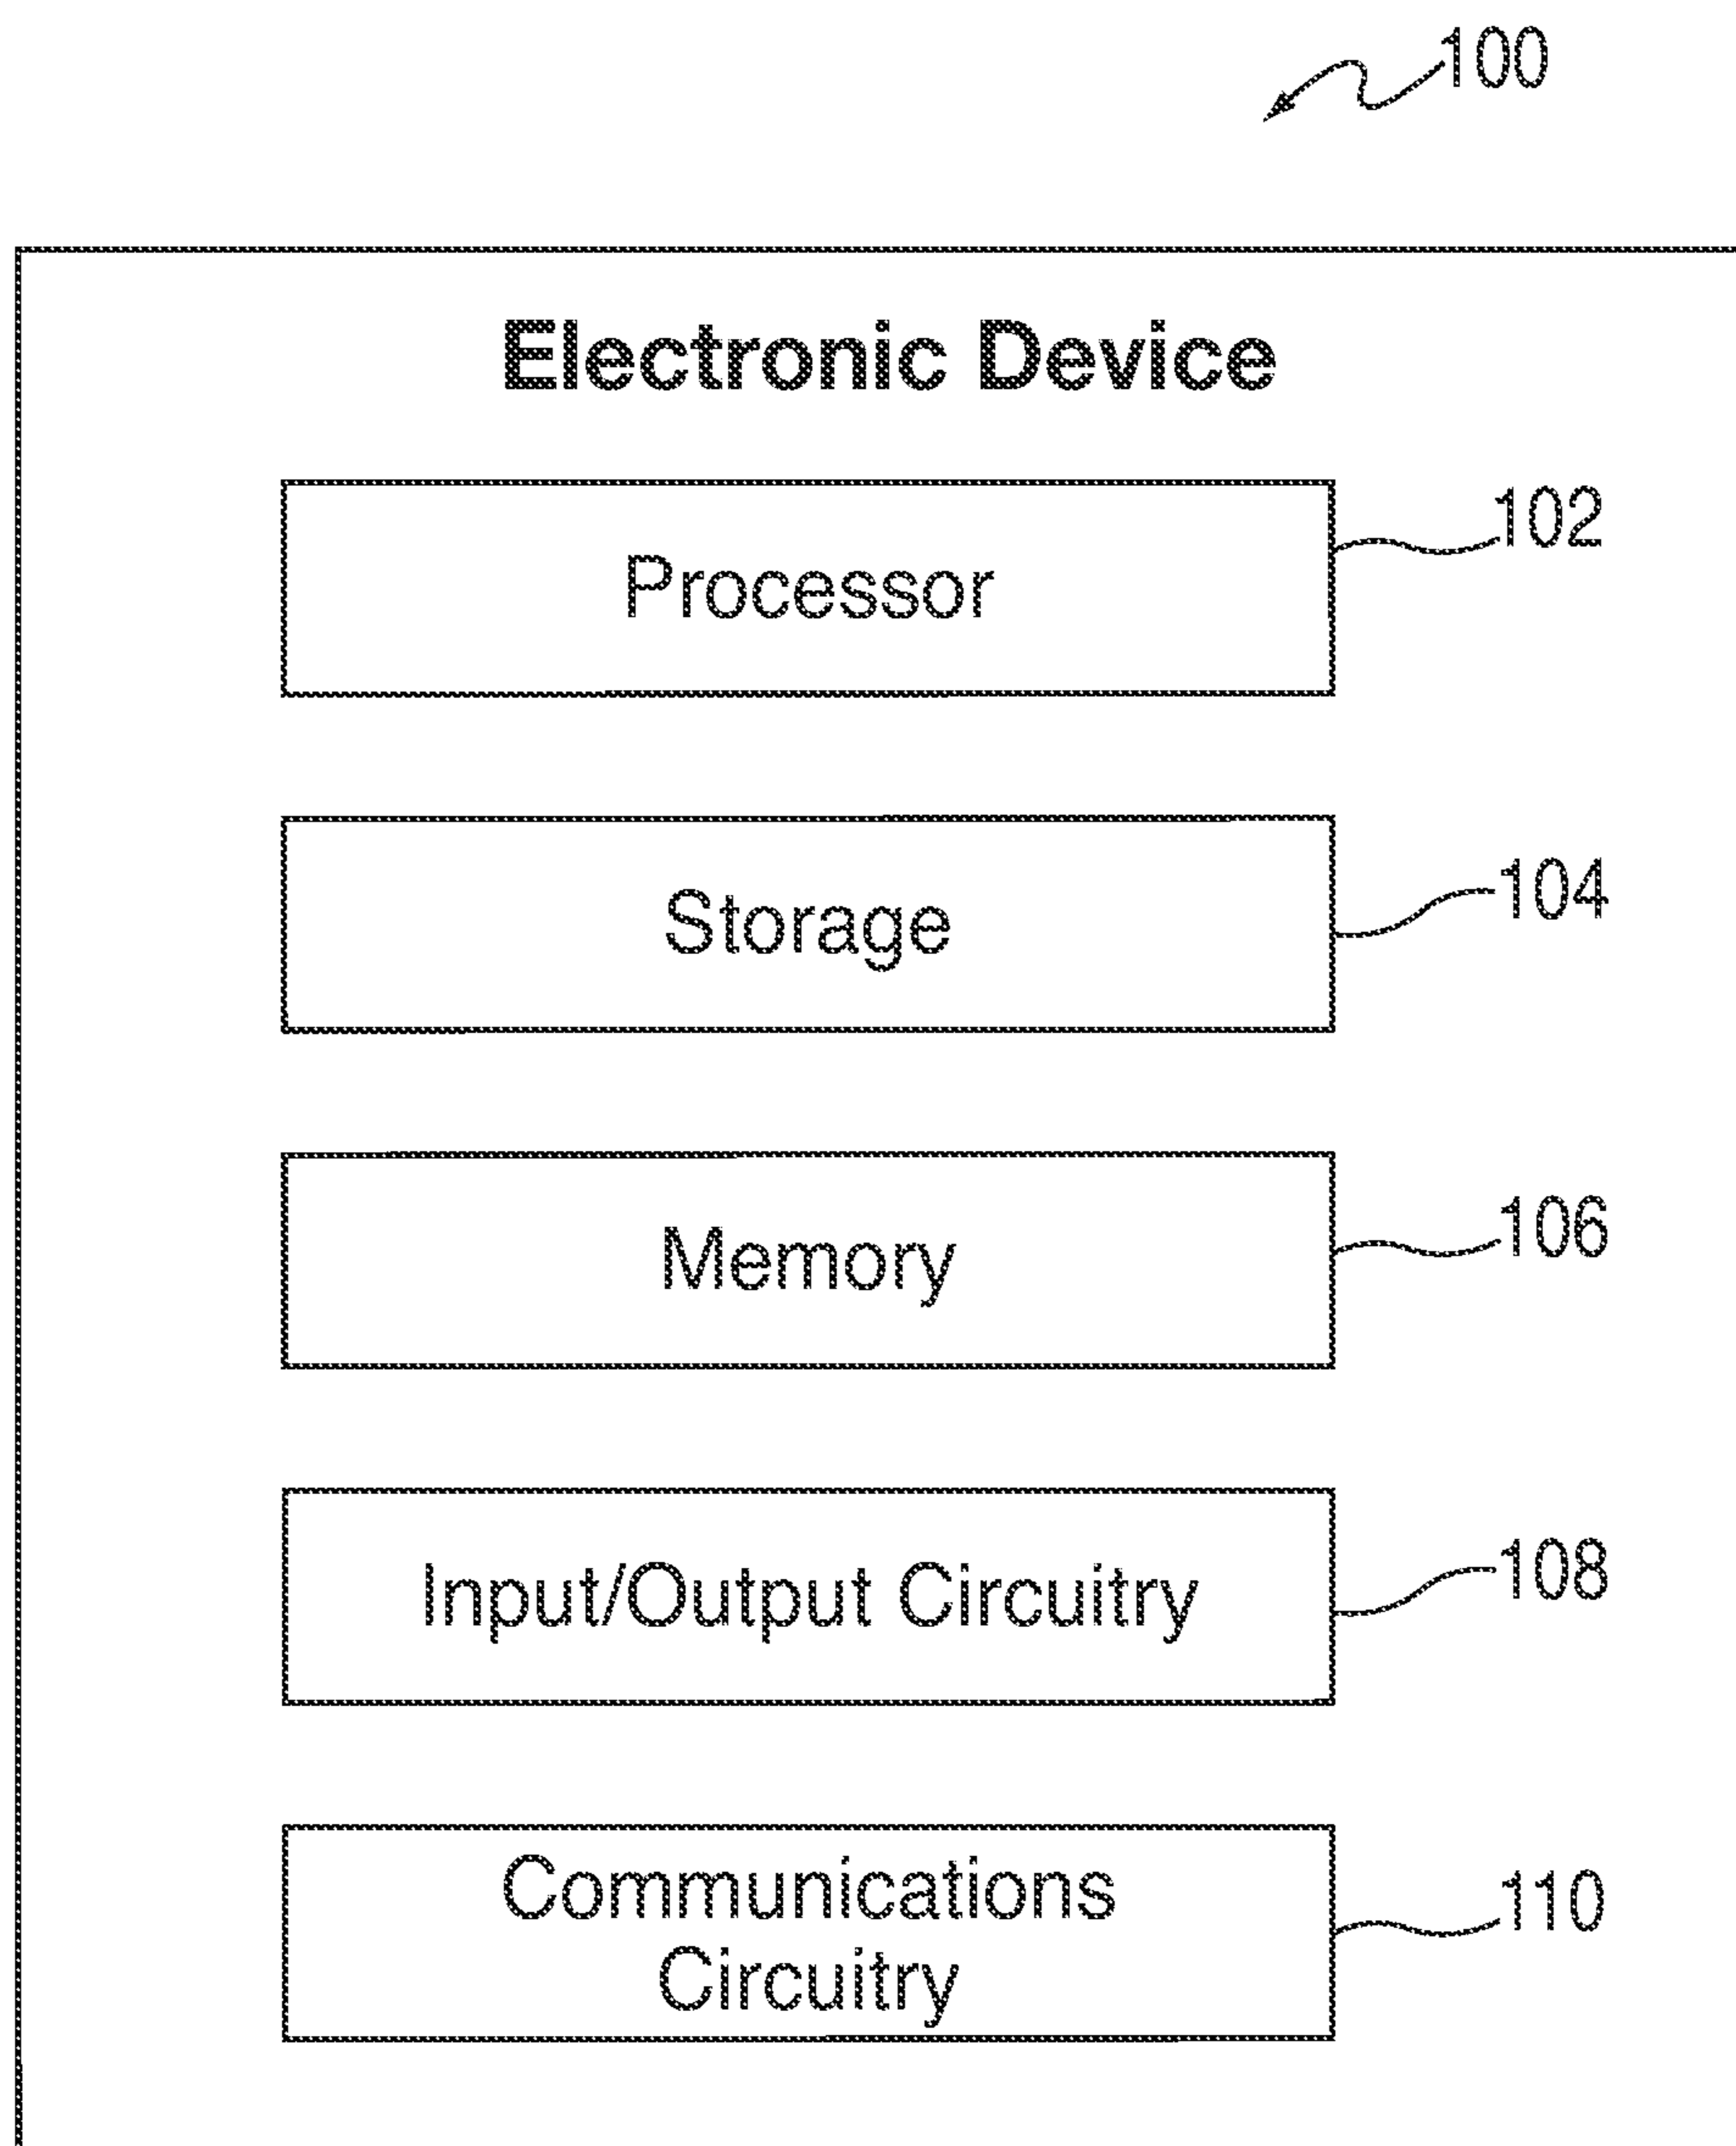 100
Electronic Device
Processor
102
Storage
104
Memory
106
Input/Output Circuitry
108
Communications
Circuitry
110